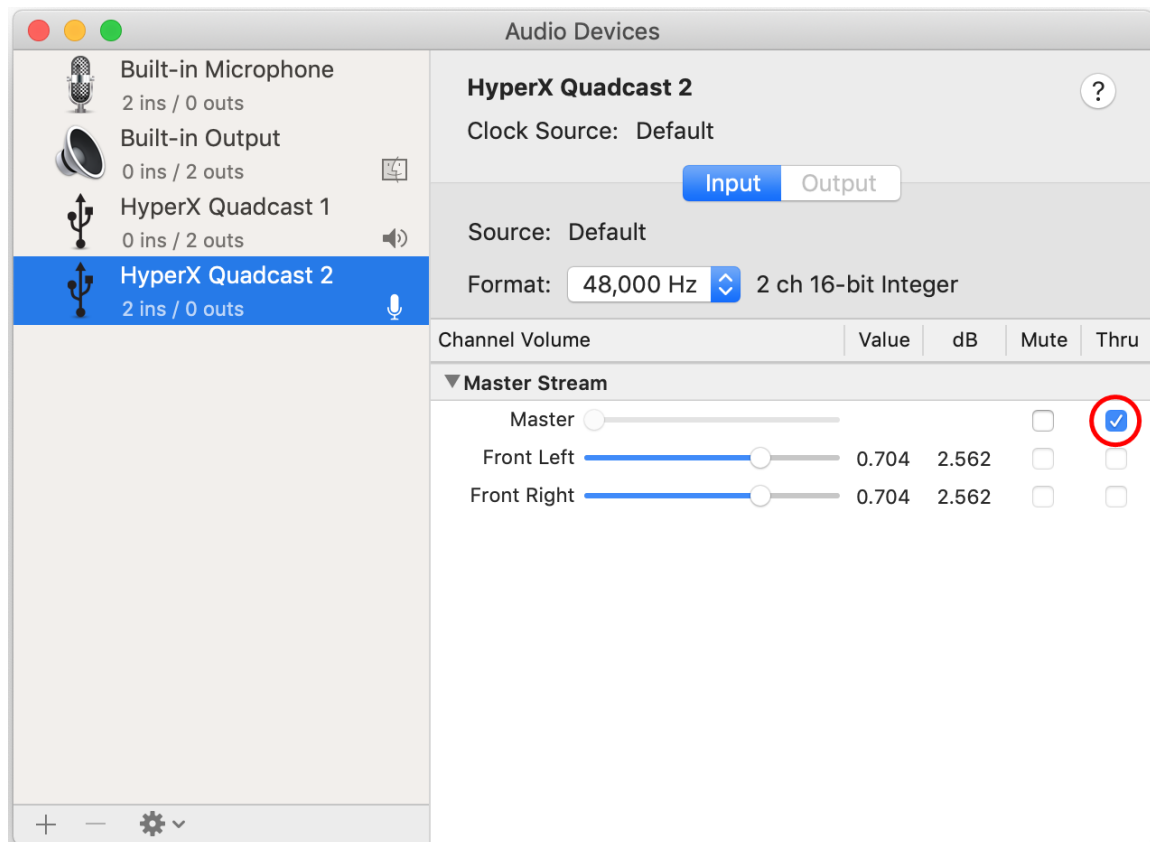 Audio Devices
Built-in Microphone
2 ins / 0 outs
Built-in Output
0 ins / 2 outs
HyperX Quadcast 1
0 ins / 2 outs
HyperX Quadcast 2
2 ins / 0 outs
HyperX Quadcast 2
?
Clock Source: Default
Input Output
Source: Default
Format: 48,000 Hz 2 ch 16-bit Integer
Channel Volume Value dB Mute Thru
Master Stream
Master
Front Left 0.704 2.562
Front Right 0.704 2.562